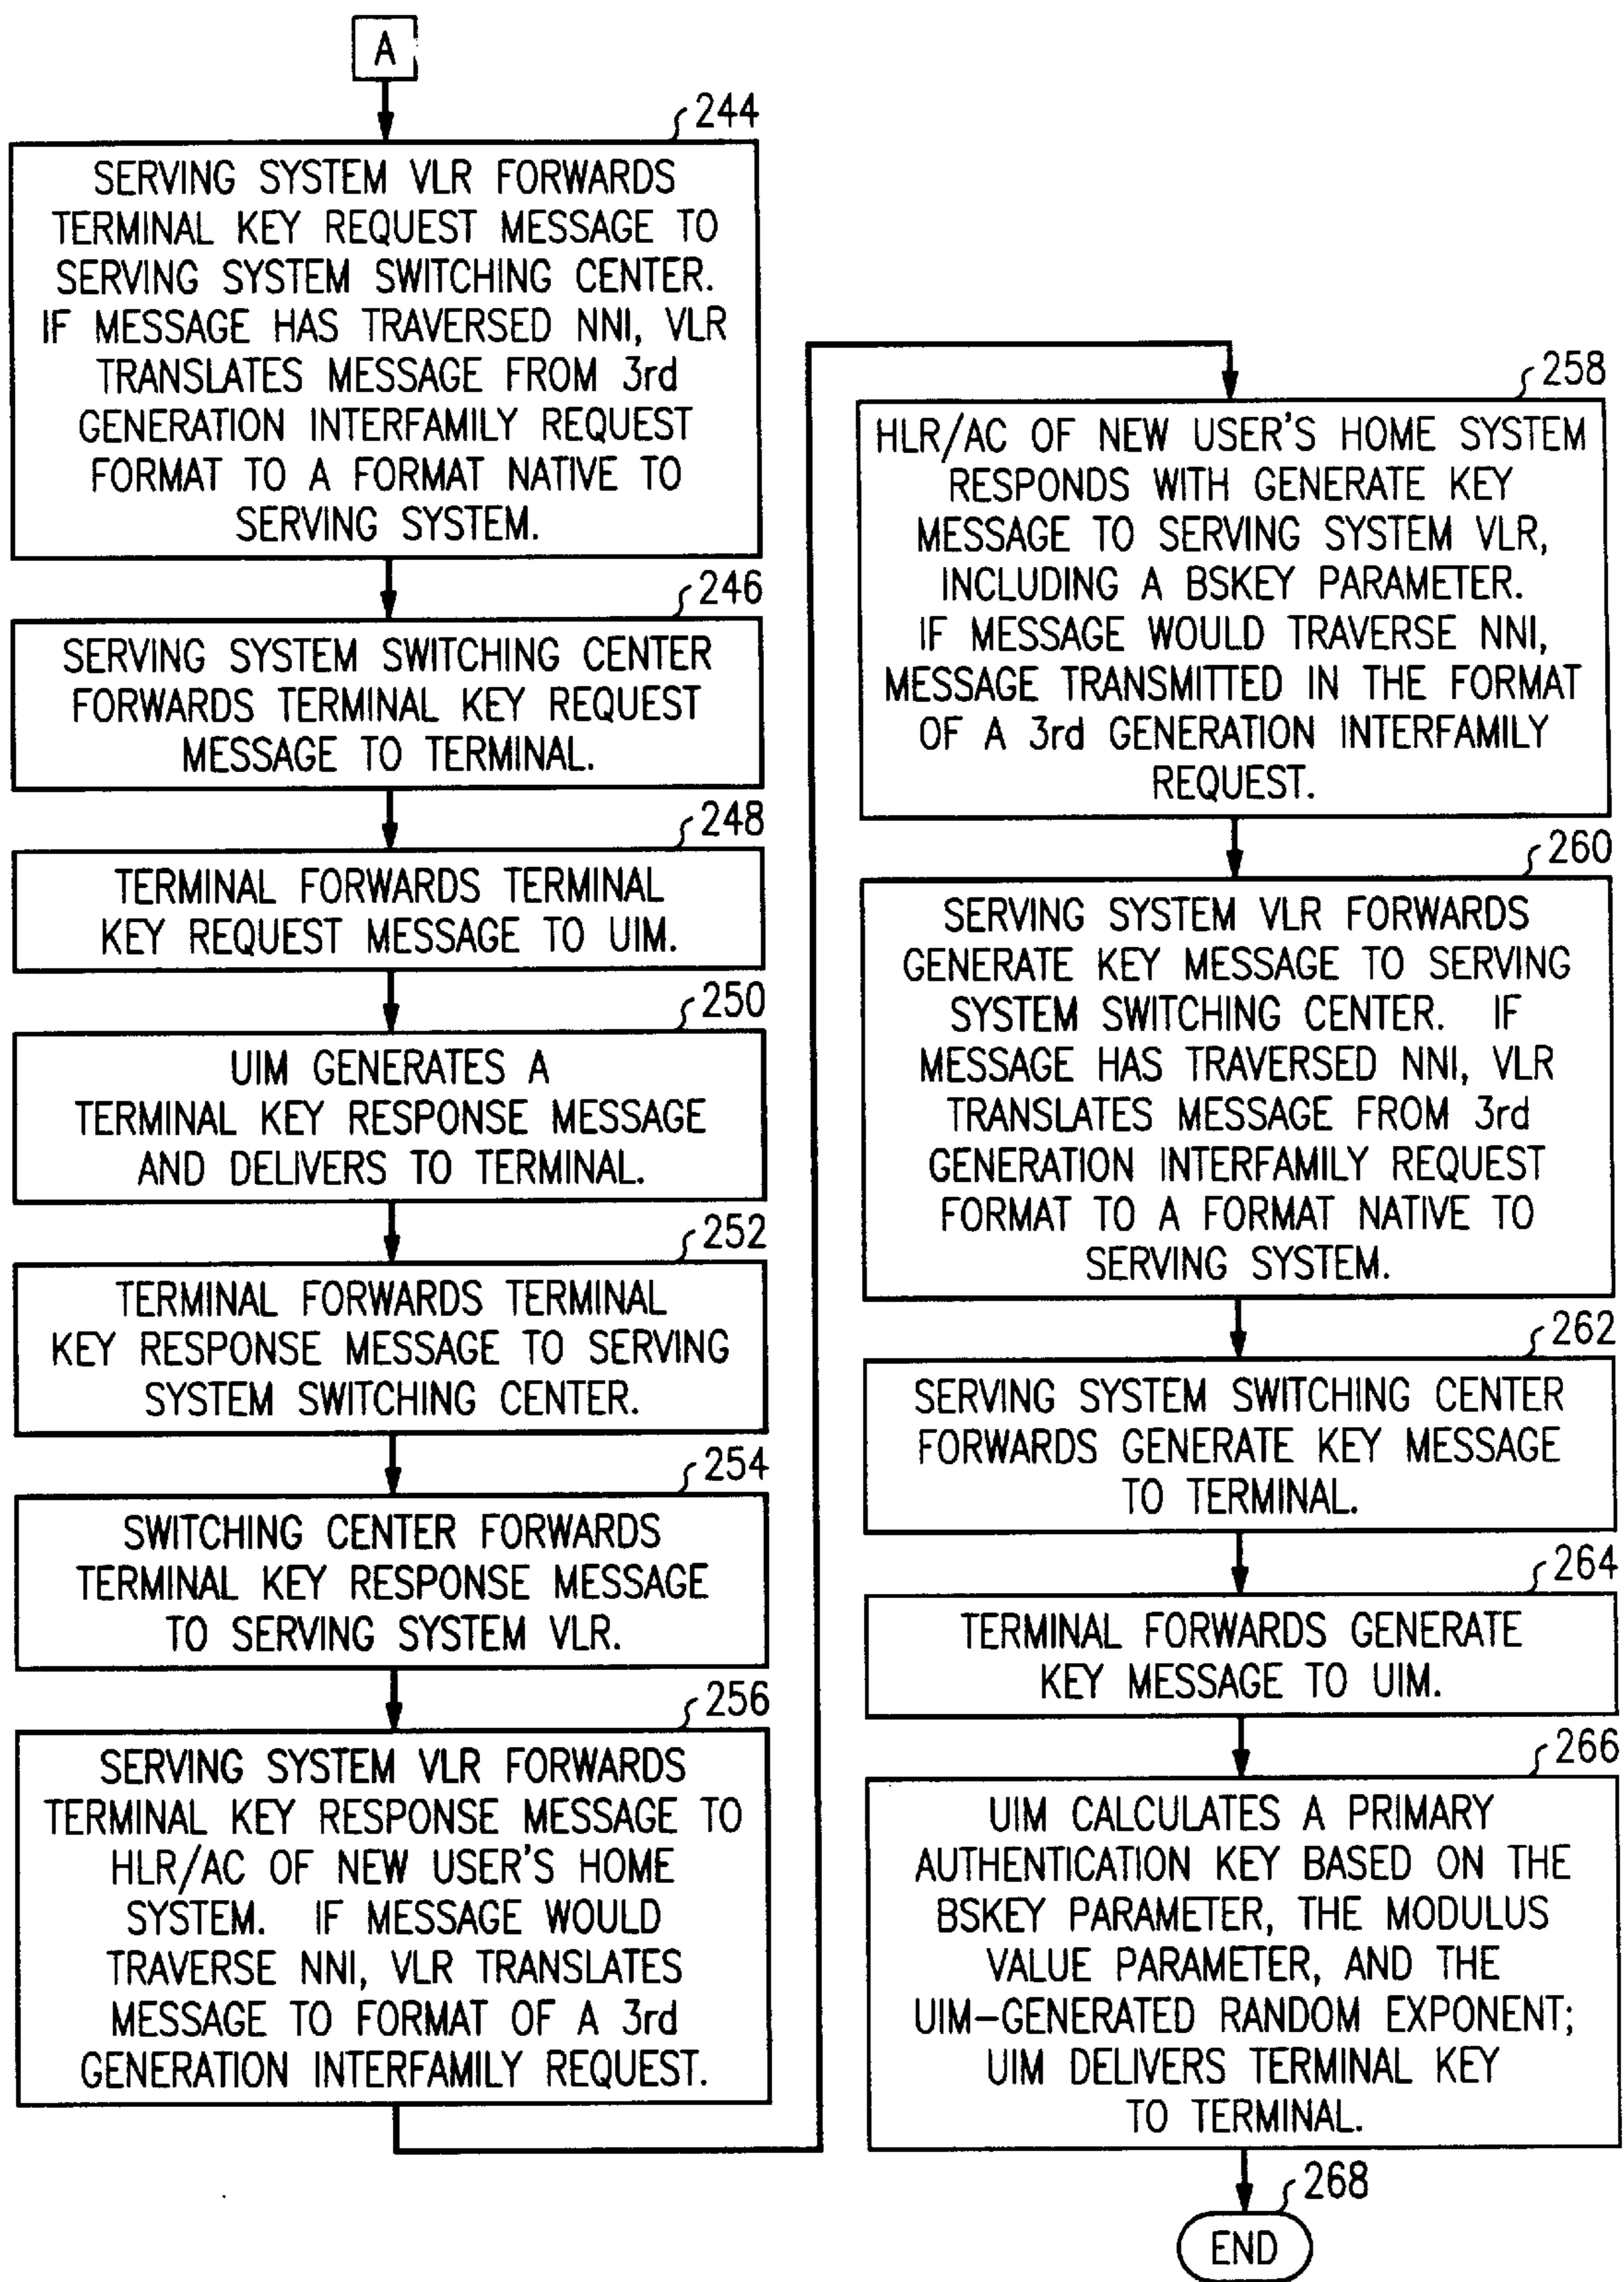 A
244
SERVING SYSTEM VLR FORWARDS
TERMINAL KEY REQUEST MESSAGE TO
SERVING SYSTEM SWITCHING CENTER.
IF MESSAGE HAS TRAVERSED NNI, VLR
TRANSLATES MESSAGE FROM 3rd
GENERATION INTERFAMILY REQUEST
FORMAT TO A FORMAT NATIVE TO
SERVING SYSTEM.
246
SERVING SYSTEM SWITCHING CENTER
FORWARDS TERMINAL KEY REQUEST
MESSAGE TO TERMINAL.
248
TERMINAL FORWARDS TERMINAL
KEY REQUEST MESSAGE TO UIM.
250
UIM GENERATES A
TERMINAL KEY RESPONSE MESSAGE
AND DELIVERS TO TERMINAL.
252
TERMINAL FORWARDS TERMINAL
KEY RESPONSE MESSAGE TO SERVING
SYSTEM SWITCHING CENTER.
254
SWITCHING CENTER FORWARDS
TERMINAL KEY RESPONSE MESSAGE
TO SERVING SYSTEM VLR.
256
SERVING SYSTEM VLR FORWARDS
TERMINAL KEY RESPONSE MESSAGE TO
HLR/AC OF NEW USER'S HOME
SYSTEM. IF MESSAGE WOULD
TRAVERSE NNI, VLR TRANSLATES
MESSAGE TO FORMAT OF A 3rd
GENERATION INTERFAMILY REQUEST.
258
HLR/AC OF NEW USER'S HOME SYSTEM
RESPONDS WITH GENERATE KEY
MESSAGE TO SERVING SYSTEM VLR,
INCLUDING A BSKEY PARAMETER.
IF MESSAGE WOULD TRAVERSE NNI,
MESSAGE TRANSMITTED IN THE FORMAT
OF A 3rd GENERATION INTERFAMILY
REQUEST.
260
SERVING SYSTEM VLR FORWARDS
GENERATE KEY MESSAGE TO SERVING
SYSTEM SWITCHING CENTER. IF
MESSAGE HAS TRAVERSED NNI, VLR
TRANSLATES MESSAGE FROM 3rd
GENERATION INTERFAMILY REQUEST
FORMAT TO A FORMAT NATIVE TO
SERVING SYSTEM.
262
SERVING SYSTEM SWITCHING CENTER
FORWARDS GENERATE KEY MESSAGE
TO TERMINAL.
264
TERMINAL FORWARDS GENERATE
KEY MESSAGE TO UIM.
266
UIM CALCULATES A PRIMARY
AUTHENTICATION KEY BASED ON THE
BSKEY PARAMETER, THE MODULUS
VALUE PARAMETER, AND THE
UIM-GENERATED RANDOM EXPONENT;
UIM DELIVERS TERMINAL KEY
TO TERMINAL.
268
END